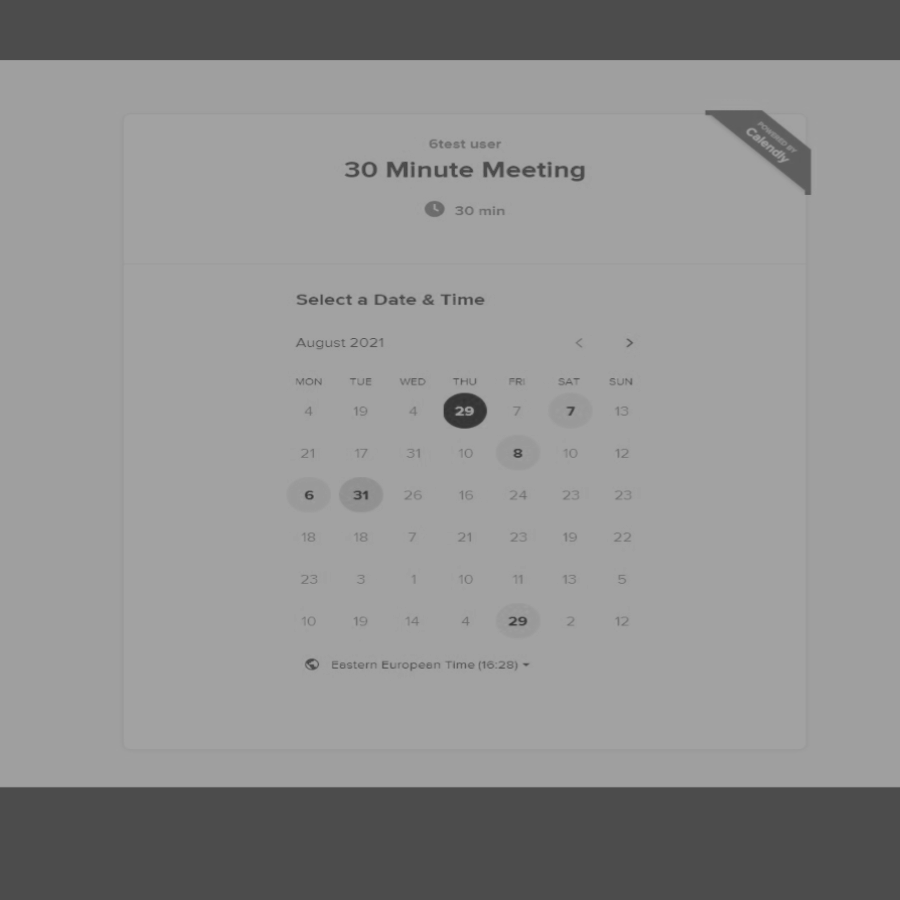 POWERED BY
Calendly
6test user
30 Minute Meeting
30 min
Select a Date & Time
August 2021
MON TUE WED THU FRI SAT SUN
4 19 4 29 7 7 13
21 17 31 10 8 10 12
6 31 26 16 24 23 23
18 18 7 21 23 19 22
23 3 1 10 11 13 5
10 19 14 4 29 2 12
Eastern European Time (16:28)